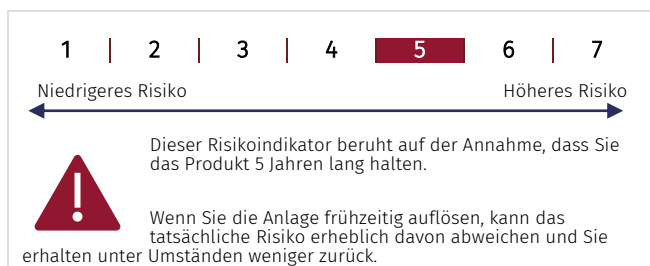 1 | 2 | 3 | 4 | 5 | 6 | 7
Niedrigeres Risiko Höheres Risiko
Dieser Risikoindikator beruht auf der Annahme, dass Sie
das Produkt 5 Jahren lang halten.
Wenn Sie die Anlage frühzeitig auflösen, kann das
tatsächliche Risiko erheblich davon abweichen und Sie
erhalten unter Umständen weniger zurück.